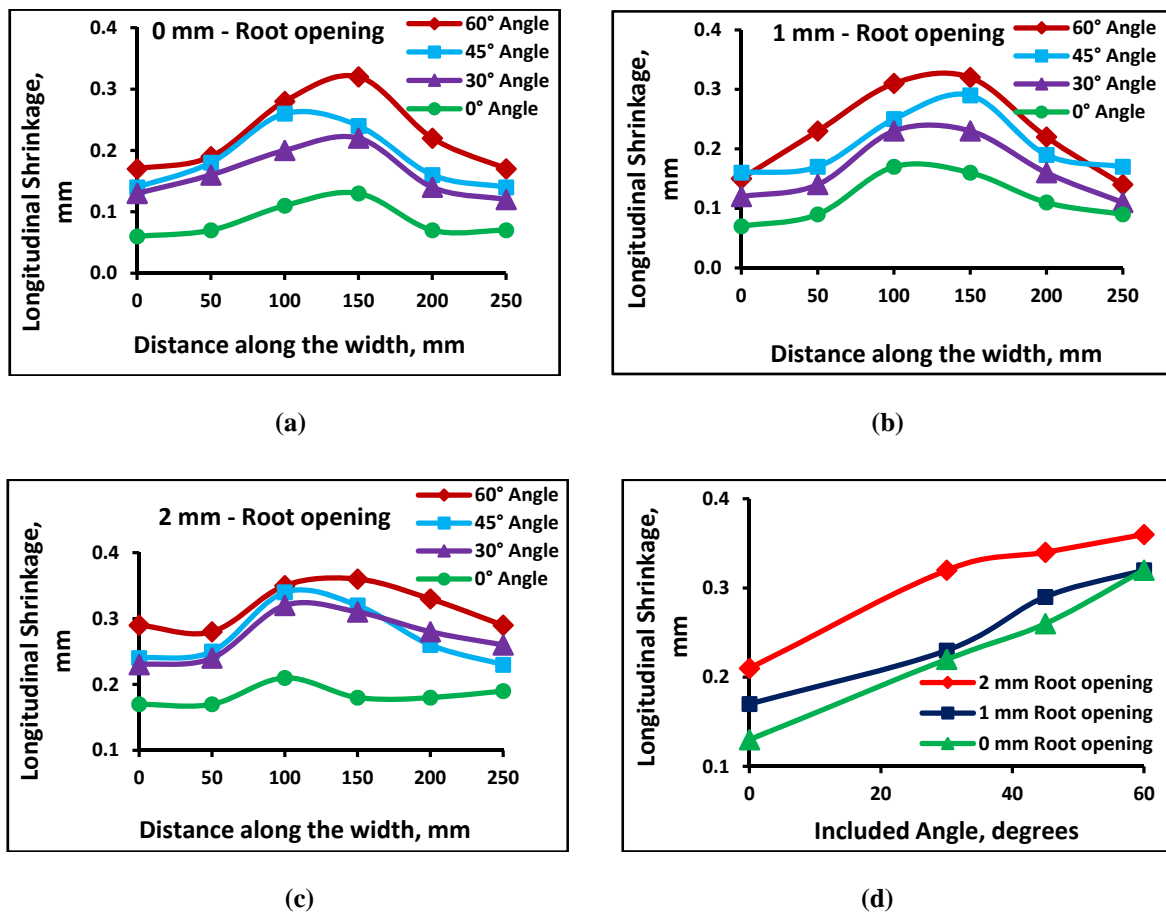 0 mm - Root opening
60° Angle
45° Angle
30° Angle
0° Angle
Longitudinal Shrinkage,
mm
0.4
0.3
0.2
0.1
0.0
0
50
100
150
200
250
Distance along the width, mm
(a)
1 mm - Root opening
60° Angle
45° Angle
30° Angle
0° Angle
Longitudinal Shrinkage,
mm
0.4
0.3
0.2
0.1
0.0
0
50
100
150
200
250
Distance along the width, mm
(b)
2 mm - Root opening
60° Angle
45° Angle
30° Angle
0° Angle
Longitudinal Shrinkage,
mm
0.4
0.3
0.2
0.1
0
50
100
150
200
250
Distance along the width, mm
(c)
Longitudinal Shrinkage,
mm
0.4
0.3
0.2
0.1
2 mm Root opening
1 mm Root opening
0 mm Root opening
0
20
40
60
Included Angle, degrees
(d)